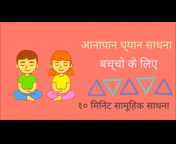 आनापान ध्यान साधना
बच्चो के लिए
१० मिनिट सामूहिक साधना